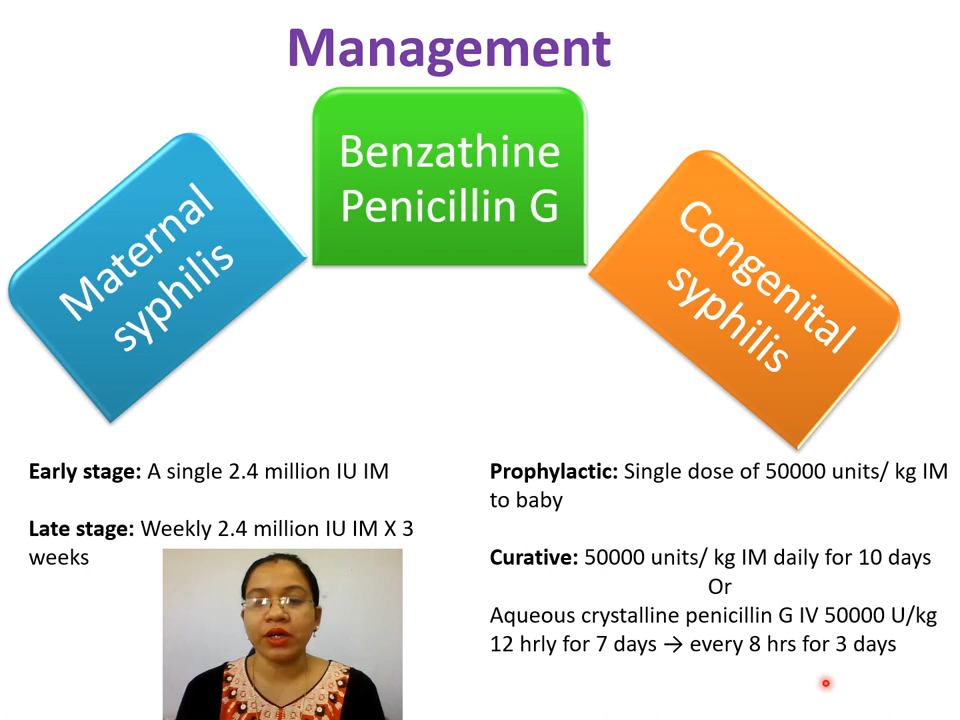 Management
Benzathine
Penicillin G
Maternal
syphilis
Congenital
syphilis
Early stage: A single 2.4 million IU IM
Late stage: Weekly 2.4 million IU IM X 3
weeks
Prophylactic: Single dose of 50000 units/ kg IM
to baby
Curative: 50000 units/ kg IM daily for 10 days
Or
Aqueous crystalline penicillin G IV 50000 U/kg
12 hrly for 7 days → every 8 hrs for 3 days